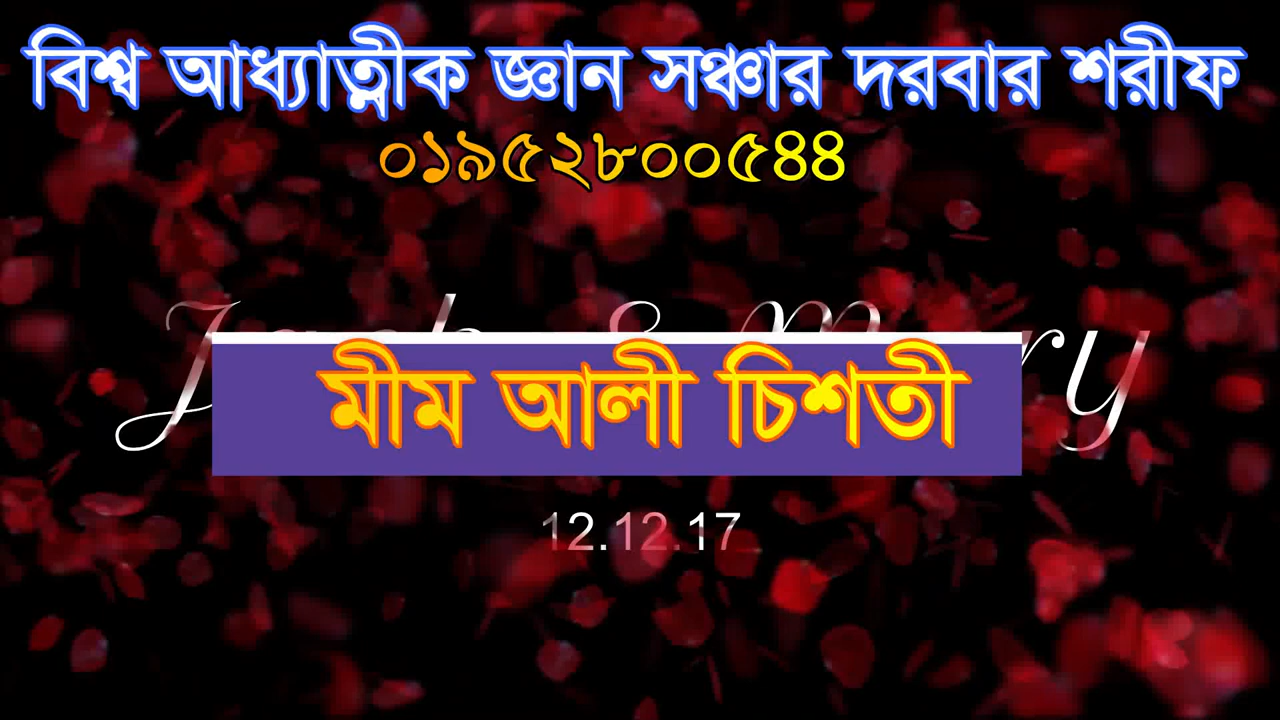 বিশ্ব আধ্যাত্নীক জ্ঞান সঞ্চার দরবার শরীফ
০১৯৫২৮০০৫৪৪
মীম আলী চিশতী
12.12.17